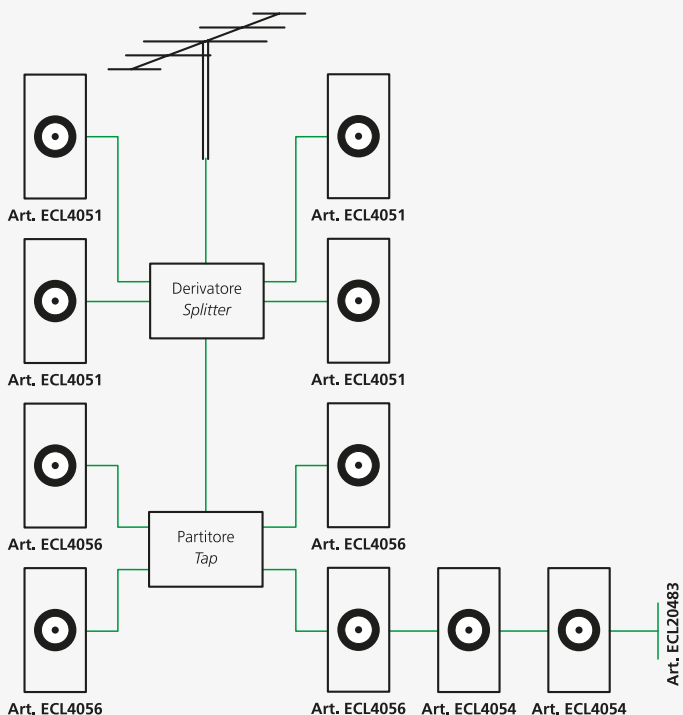 Art. ECL4051
Art. ECL4051
Derivatore
Splitter
Art. ECL4051
Art. ECL4051
Art. ECL4056
Art. ECL4056
Partitore
Tap
Art. ECL4056
Art. ECL4056
Art. ECL4054
Art. ECL4054
Art. ECL20483